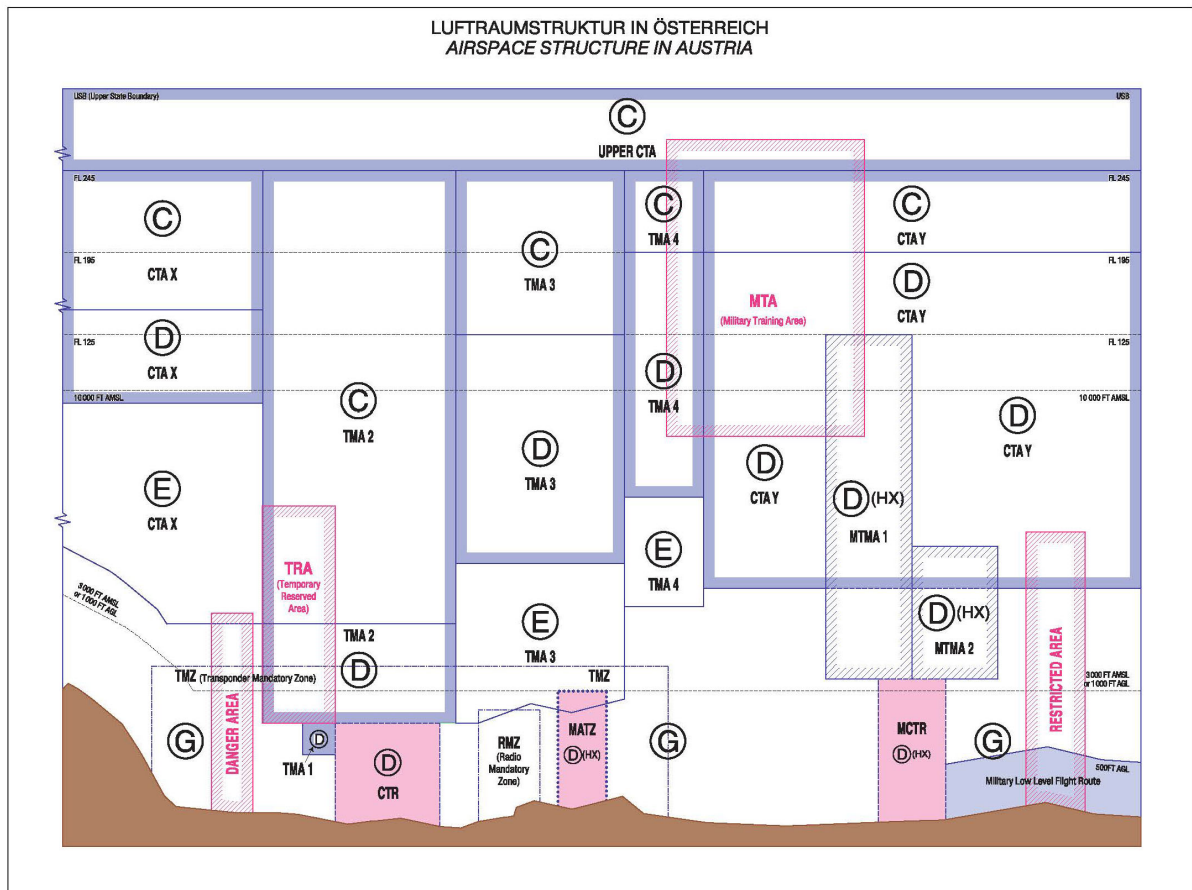 LUFTRAUMSTRUKTUR IN ÖSTERREICH
AIRSPACE STRUCTURE IN AUSTRIA
USB (Upper State Boundary)
USB
C
UPPER CTA
FL 245
FL 245
C
CTA X
C
TMA 3
C
TMA 4
C
CTA Y
FL 195
FL 195
D
CTA Y
MTA
(Military Training Area)
D
CTA X
FL 125
FL 125
10 000 FT AMSL
10 000 FT AMSL
C
TMA 2
D
TMA 3
D
TMA 4
D
CTA Y
D
CTA Y
E
CTA X
D (HX)
MTMA 1
TRA
(Temporary
Reserved
Area)
E
TMA 4
3 000 FT AMSL
or 1 000 FT AGL
TMA 2
D
E
TMA 3
D (HX)
MTMA 2
TMZ (Transponder Mandatory Zone)
TMZ
3 000 FT AMSL
or 1 000 FT AGL
RESTRICTED AREA
DANGER AREA
G
D
TMA 1
D
CTR
RMZ
(Radio
Mandatory
Zone)
MATZ
D (HX)
G
MCTR
D (HX)
G
500FT AGL
Military Low Level Flight Route